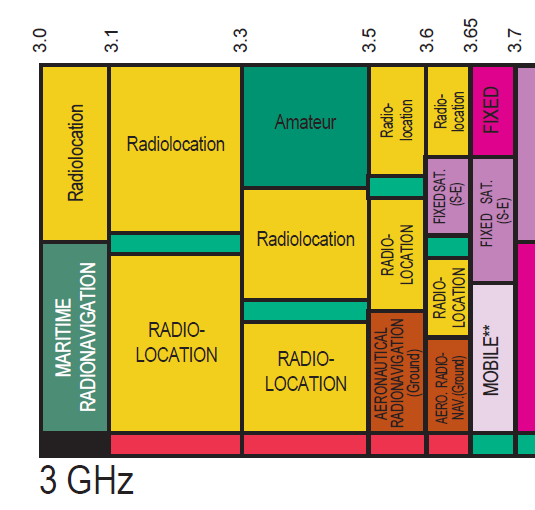 3.0
3.1
3.3
3.5
3.6
3.65
3.7
Radiolocation
MARITIME
RADIONAVIGATION
Radiolocation
RADIO-
LOCATION
Amateur
Radiolocation
RADIO-
LOCATION
Radio-
location
RADIO-
LOCATION
AERONAUTICAL
RADIONAVIGATION
(Ground)
Radio-
location
FIXED SAT.
(S-E)
RADIO-
LOCATION
AERO. RADIO-
NAV.(Ground)
FIXED
FIXED SAT.
(S-E)
MOBILE**
3 GHz